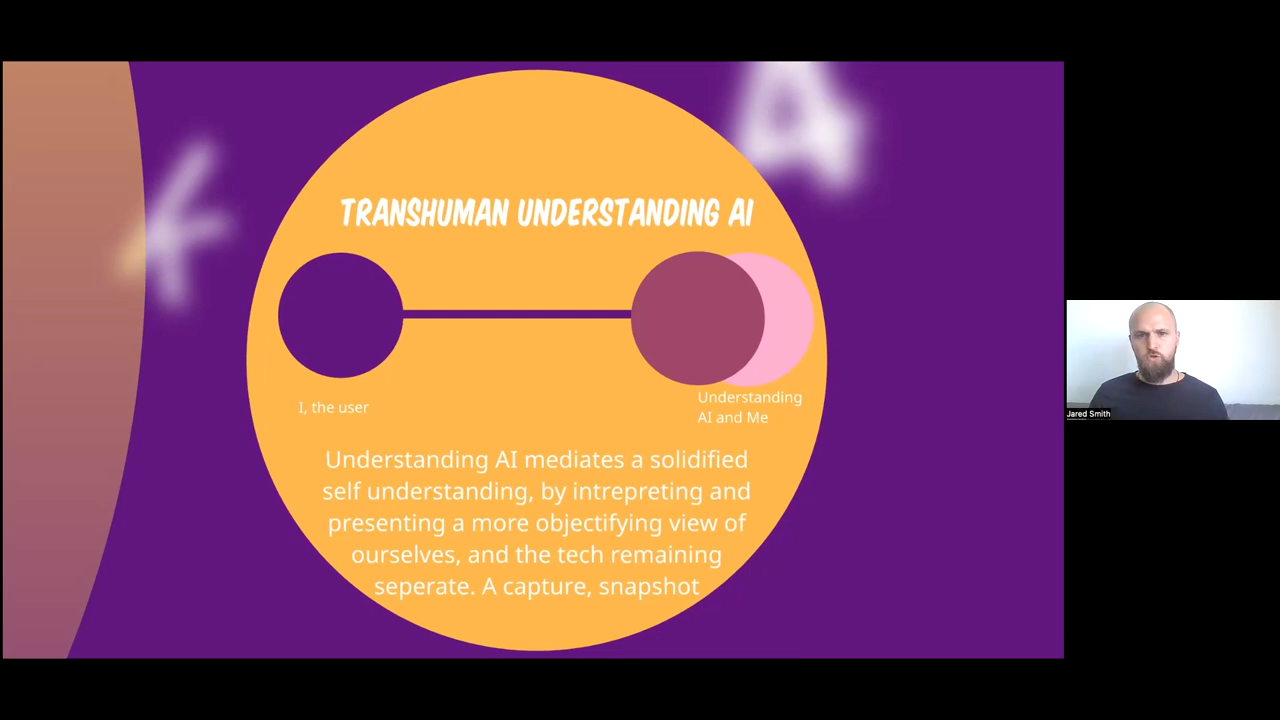 TRANSHUMAN UNDERSTANDING AI
I, the user
Understanding
AI and Me
Understanding AI mediates a solidified
self understanding, by intrepreting and
presenting a more objectifying view of
ourselves, and the tech remaining
seperate. A capture, snapshot
Jared Smith